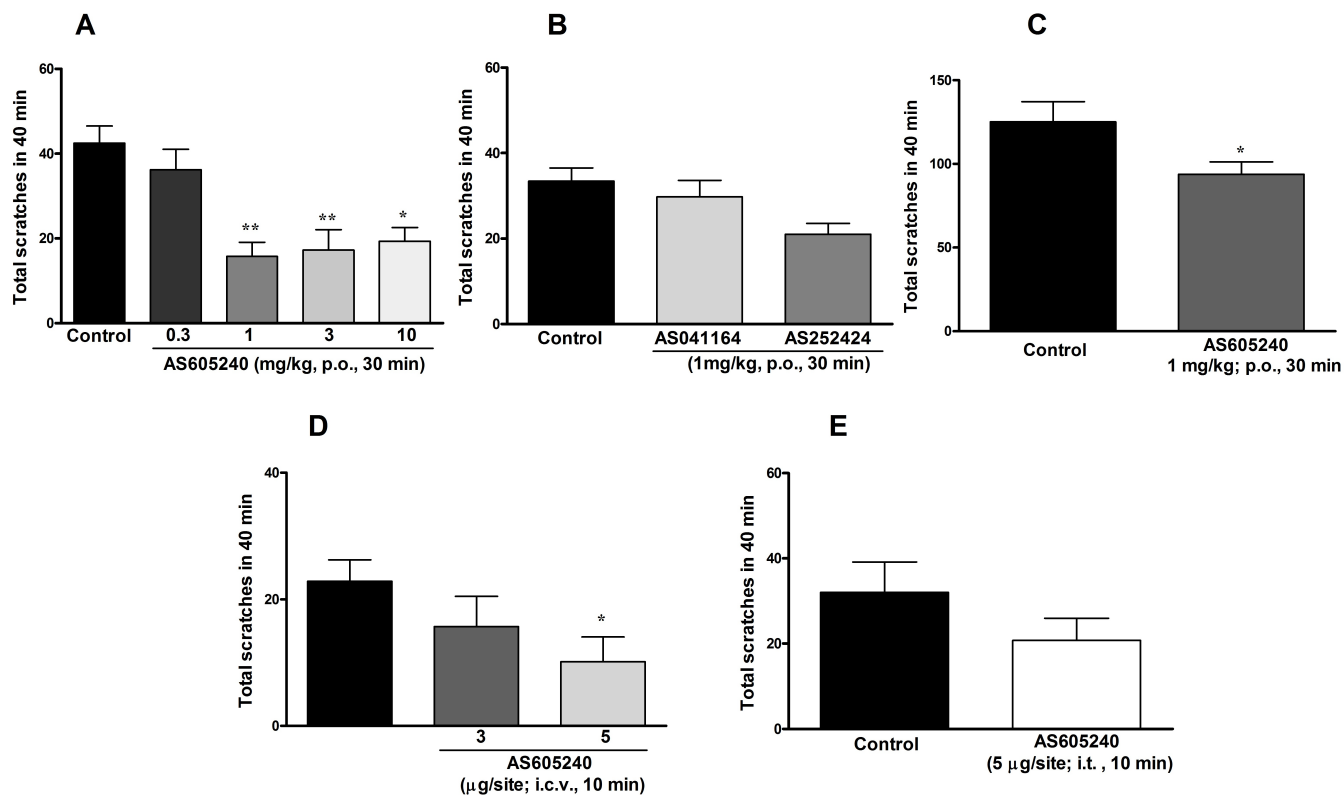 A
Total scratches in 40 min
60
40
20
0
**
**
*
Control
0.3
1
3
10
AS605240 (mg/kg, p.o., 30 min)
B
Total scratches in 40 min
60
40
20
0
Control
AS041164
AS252424
(1mg/kg, p.o., 30 min)
C
Total scratches in 40 min
150
100
50
0
*
Control
AS605240
1 mg/kg; p.o., 30 min
D
Total scratches in 40 min
40
20
0
*
3
5
AS605240
(μg/site; i.c.v., 10 min)
E
Total scratches in 40 min
60
40
20
0
Control
AS605240
(5 μg/site; i.t. , 10 min)